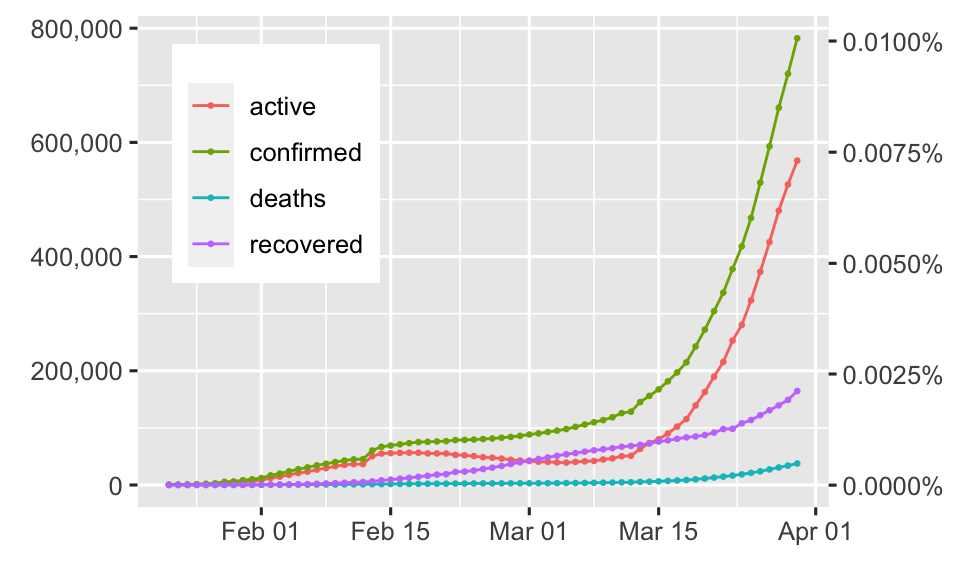 800,000
600,000
400,000
200,000
0
active
confirmed
deaths
recovered
0.0100%
0.0075%
0.0050%
0.0025%
0.0000%
Feb 01
Feb 15
Mar 01
Mar 15
Apr 01